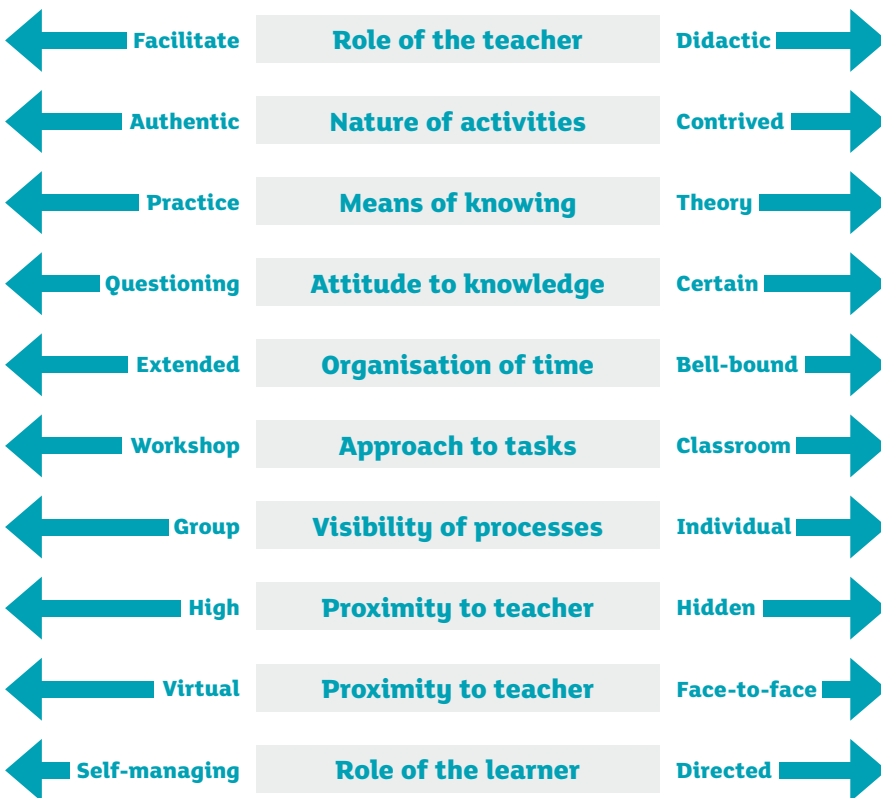 Facilitate Role of the teacher Didactic
Authentic Nature of activities Contrived
Practice Means of knowing Theory
Questioning Attitude to knowledge Certain
Extended Organisation of time Bell-bound
Workshop Approach to tasks Classroom
Group Visibility of processes Individual
High Proximity to teacher Hidden
Virtual Proximity to teacher Face-to-face
Self-managing Role of the learner Directed